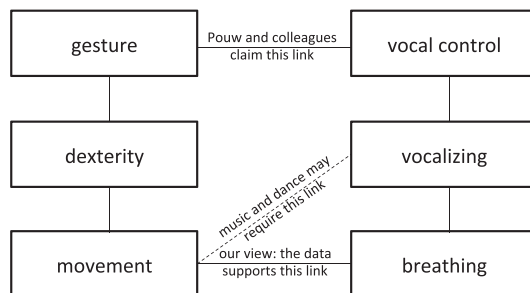 gesture
Pouw and colleagues
claim this link
vocal control
dexterity
vocalizing
music and dance may
require this link
movement
our view: the data
supports this link
breathing